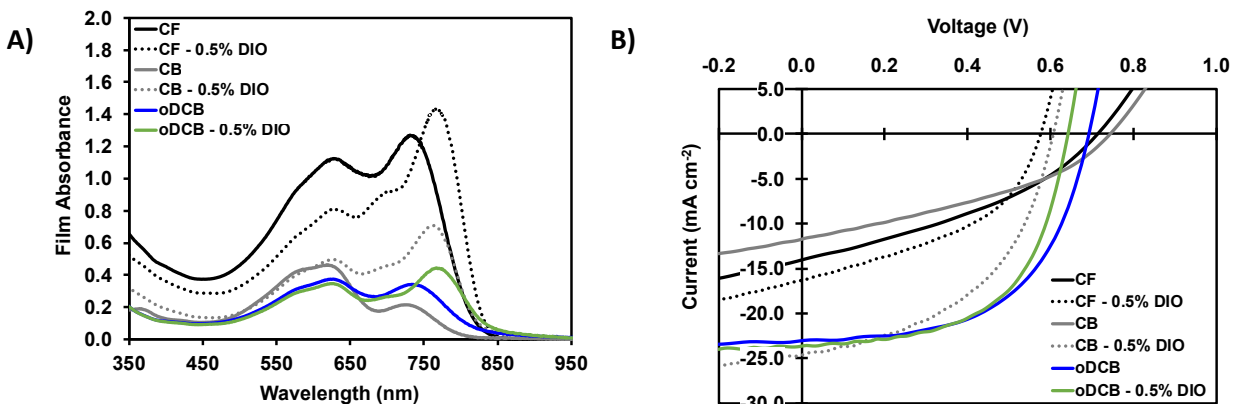 A)
2.0
1.8
1.6
1.4
1.2
1.0
0.8
0.6
0.4
0.2
0.0
Film Absorbance
CF
CF - 0.5% DIO
CB
CB - 0.5% DIO
oDCB
oDCB - 0.5% DIO
350 450 550 650 750 850 950
Wavelength (nm)
B)
Voltage (V)
-0.2 0.0 0.2 0.4 0.6 0.8 1.0
5.0
0.0
-5.0
-10.0
-15.0
-20.0
-25.0
-30.0
Current (mA cm-2)
CF
CF - 0.5% DIO
CB
CB - 0.5% DIO
oDCB
oDCB - 0.5% DIO